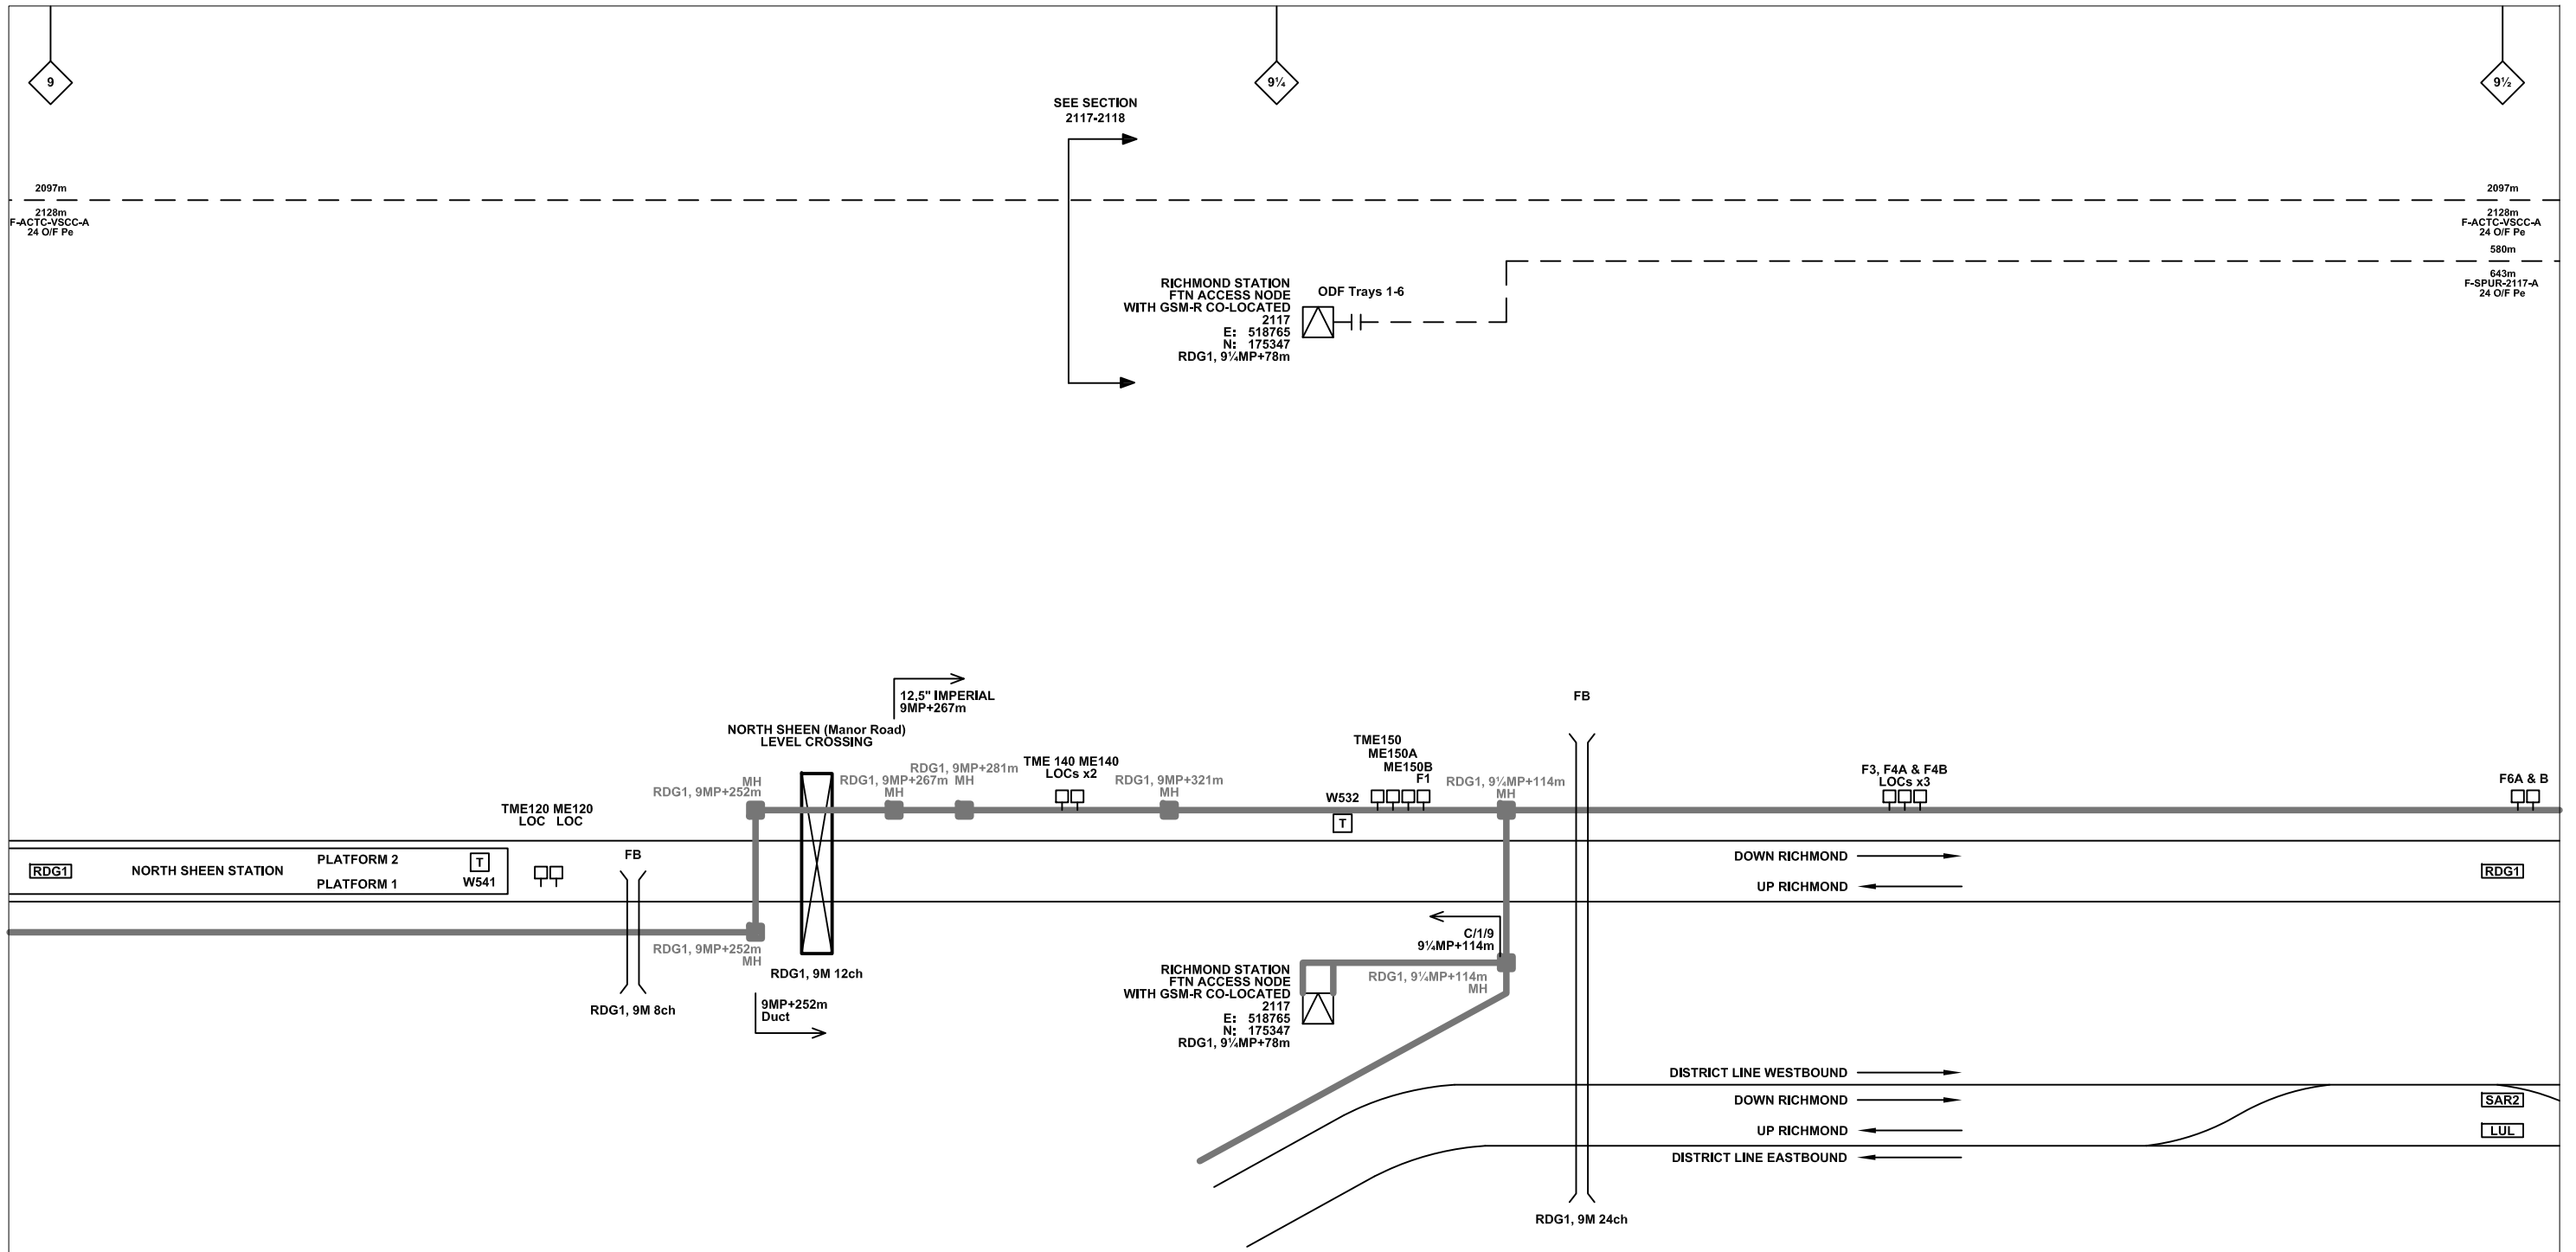 9
9¼
9½
SEE SECTION
2117-2118
2097m
2128m
F-ACTC-VSCC-A
24 O/F Pe
2097m
2128m
F-ACTC-VSCC-A
24 O/F Pe
580m
643m
F-SPUR-2117-A
24 O/F Pe
RICHMOND STATION
FTN ACCESS NODE
WITH GSM-R CO-LOCATED
2117
E: 518765
N: 175347
RDG1, 9¼MP+78m
ODF Trays 1-6
12,5" IMPERIAL
9MP+267m
FB
NORTH SHEEN (Manor Road)
LEVEL CROSSING
MH
RDG1, 9MP+252m
RDG1, 9MP+267m
MH
RDG1, 9MP+281m
MH
TME 140 ME140
LOCs x2
RDG1, 9MP+321m
MH
TME150
ME150A
ME150B
F1
W532
T
RDG1, 9¼MP+114m
MH
F3, F4A & F4B
LOCs x3
F6A & B
TME120 ME120
LOC LOC
RDG1
NORTH SHEEN STATION
PLATFORM 2
PLATFORM 1
T
W541
FB
DOWN RICHMOND
UP RICHMOND
RDG1
RDG1, 9MP+252m
MH
RDG1, 9M 12ch
RDG1, 9M 8ch
9MP+252m
Duct
C/1/9
9¼MP+114m
RDG1, 9¼MP+114m
MH
RICHMOND STATION
FTN ACCESS NODE
WITH GSM-R CO-LOCATED
2117
E: 518765
N: 175347
RDG1, 9¼MP+78m
DISTRICT LINE WESTBOUND
DOWN RICHMOND
UP RICHMOND
DISTRICT LINE EASTBOUND
SAR2
LUL
RDG1, 9M 24ch